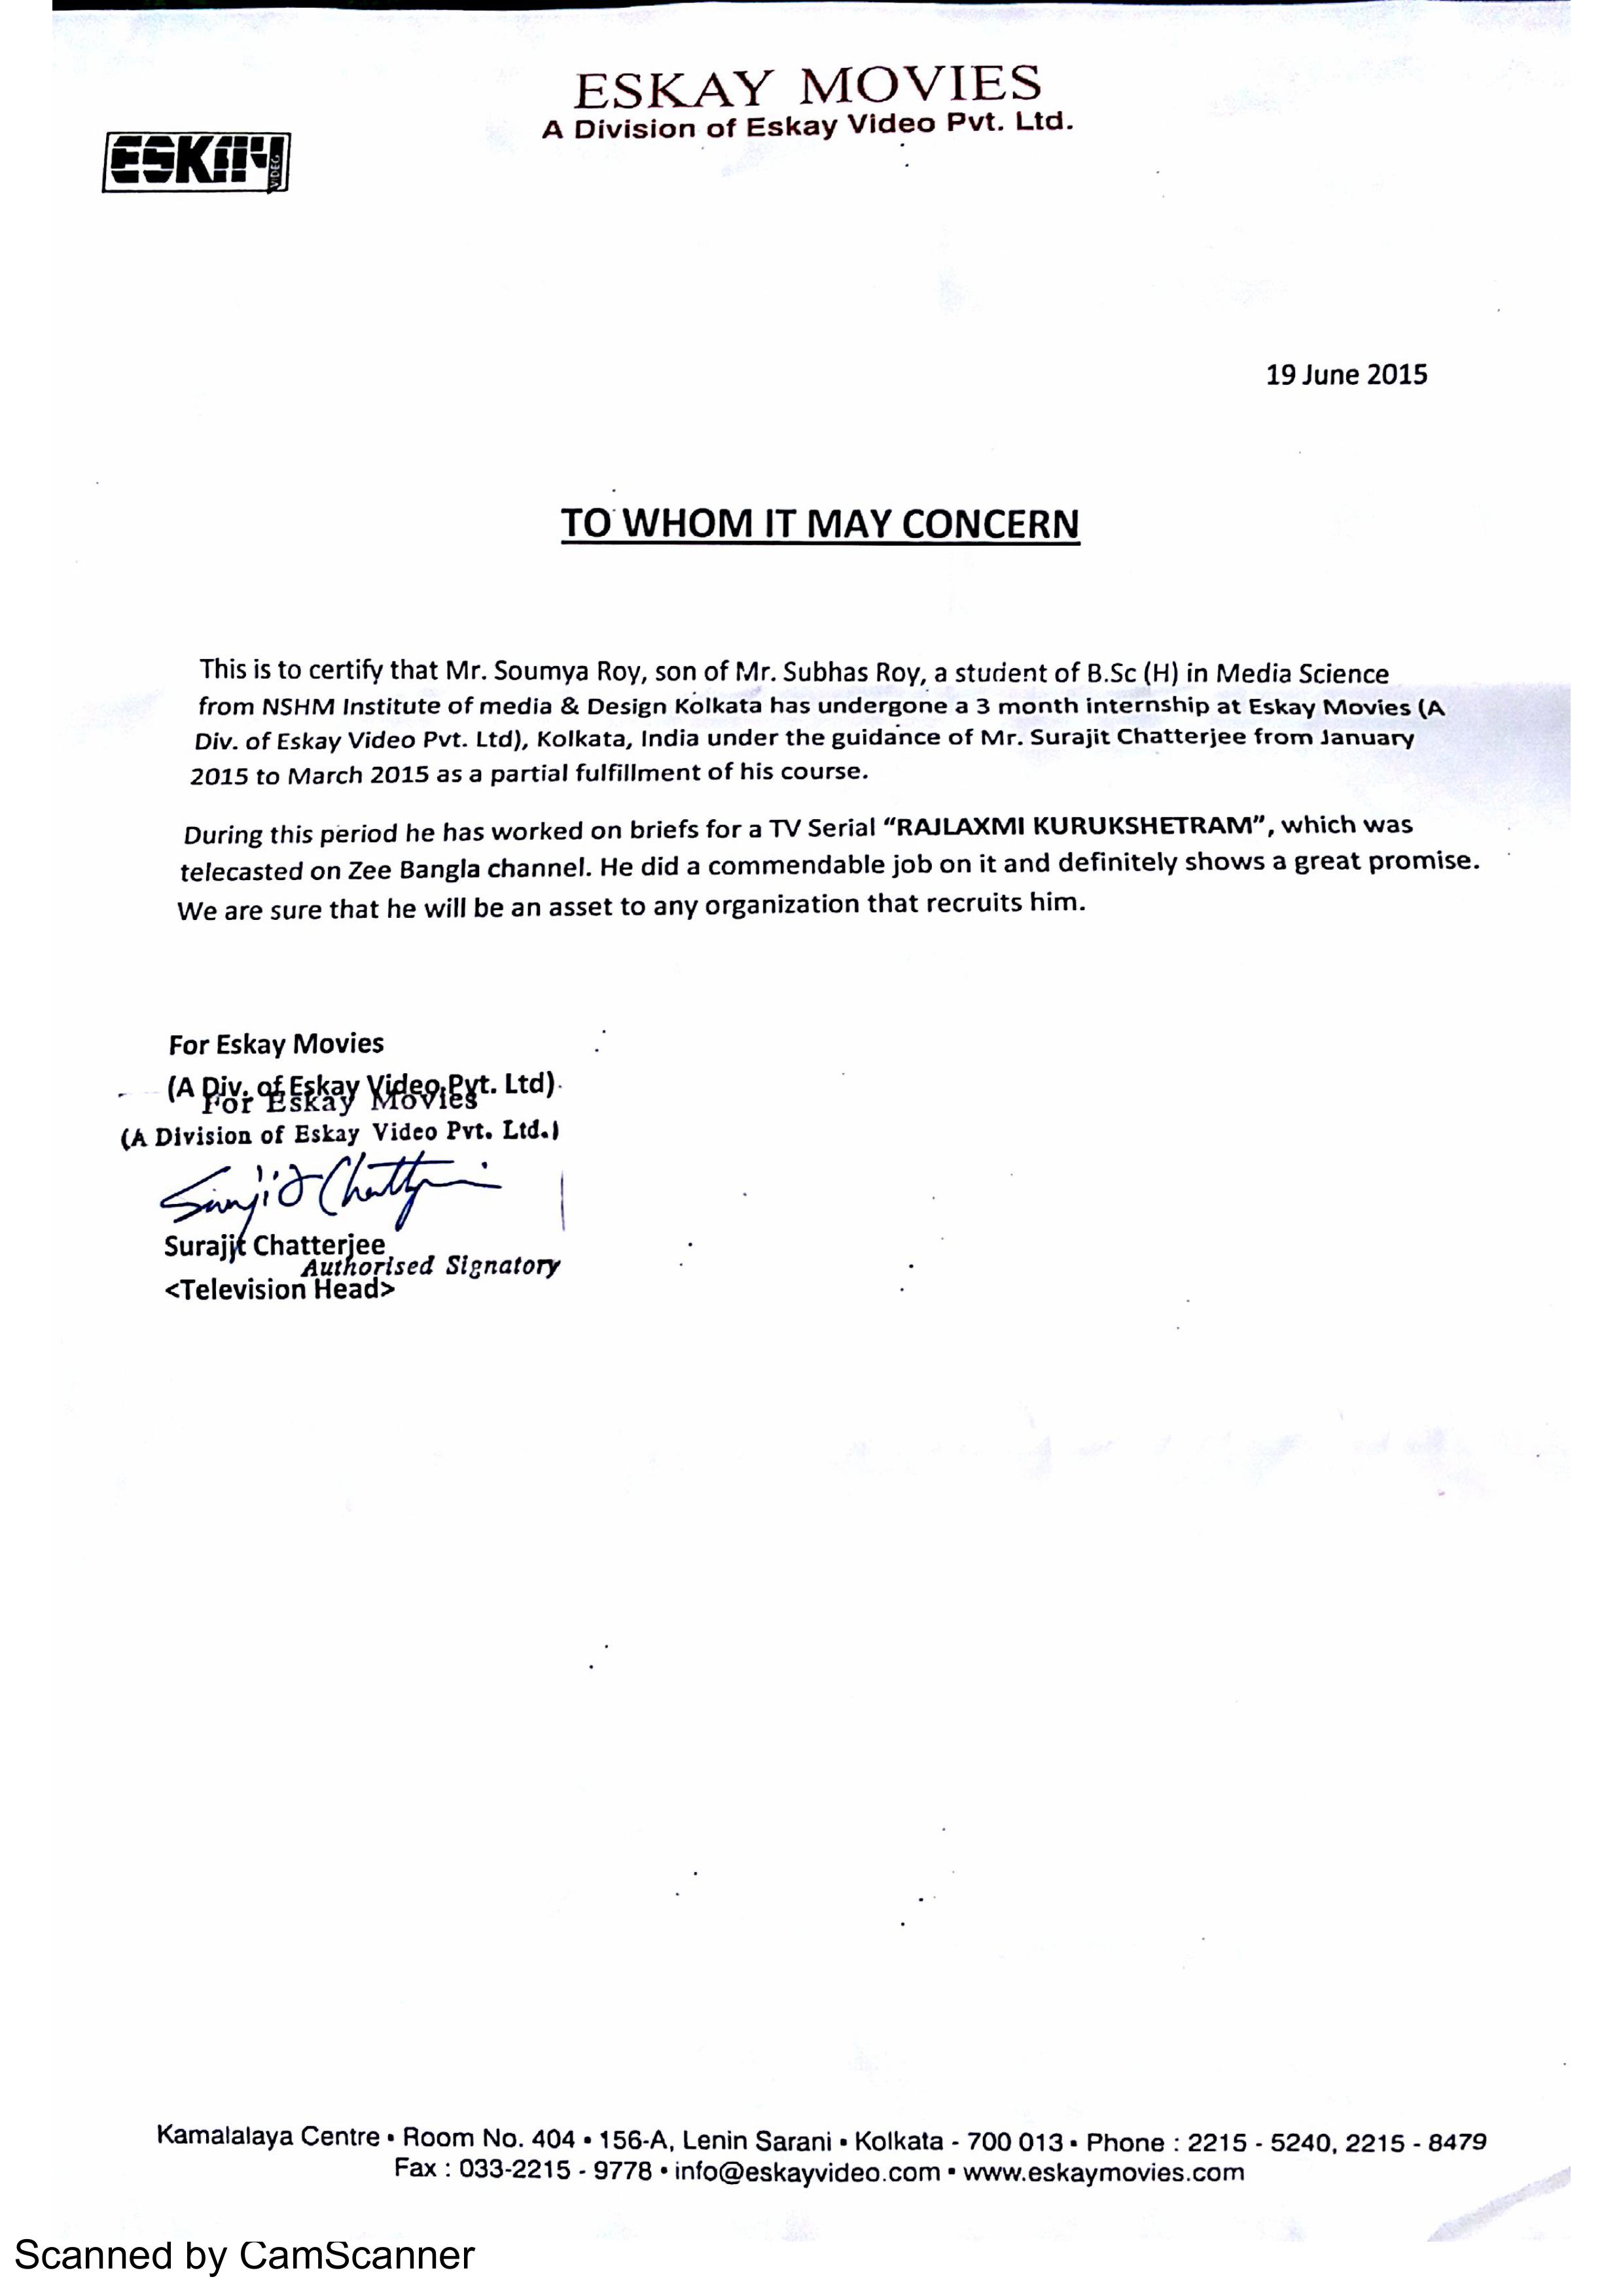 ESKAY MOVIES
A Division of Eskay Video Pvt. Ltd.
ESKAY
VIDEO
19 June 2015
TO WHOM IT MAY CONCERN
This is to certify that Mr. Soumya Roy, son of Mr. Subhas Roy, a student of B.Sc (H) in Media Science
from NSHM Institute of media & Design Kolkata has undergone a 3 month internship at Eskay Movies (A
Div. of Eskay Video Pvt. Ltd), Kolkata, India under the guidance of Mr. Surajit Chatterjee from January
2015 to March 2015 as a partial fulfillment of his course.
During this period he has worked on briefs for a TV Serial “RAJLAXMI KURUKSHETRAM”, which was
telecasted on Zee Bangla channel. He did a commendable job on it and definitely shows a great promise.
We are sure that he will be an asset to any organization that recruits him.
For Eskay Movies
(A Div. of Eskay Video Pvt. Ltd)
For Eskay Movies
(A Division of Eskay Video Pvt. Ltd.)
Surajit Chatterjee
Surajit Chatterjee
Authorised Signatory
<Television Head>
Kamalalaya Centre • Room No. 404 • 156-A, Lenin Sarani • Kolkata - 700 013 • Phone : 2215 - 5240, 2215 - 8479
Fax : 033-2215 - 9778 • info@eskayvideo.com • www.eskaymovies.com
Scanned by CamScanner